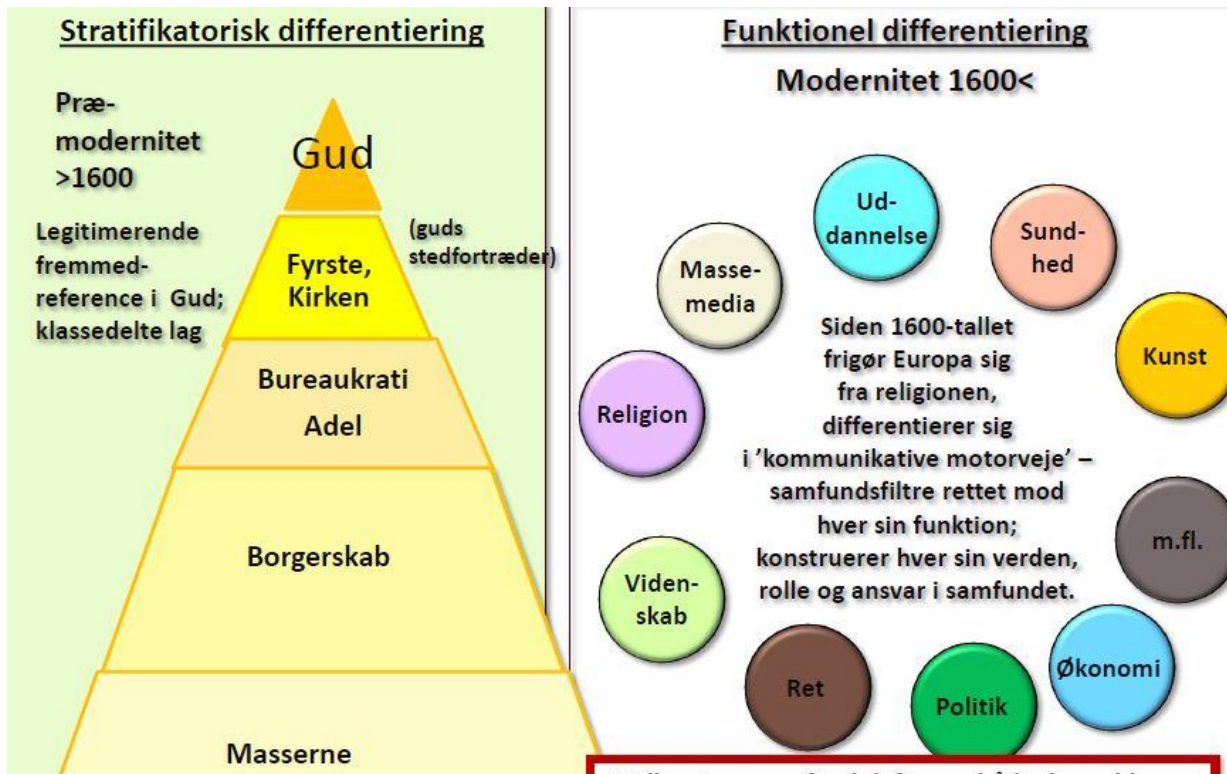 Stratifikatorisk differentiering
Præ-
modernitet
>1600
Gud
Legitimerende
fremmed-
reference i Gud;
klassedelte lag
(guds
stedfortræder)
Fyrste,
Kirken
Bureaukrati
Adel
Borgerskab
Masserne
Funktionel differentiering
Modernitet 1600<
Ud-
dannelse
Sund-
hed
Masse-
media
Kunst
Religion
Siden 1600-tallet
frigør Europa sig
fra religionen,
differentierer sig
i ’kommunikative motorveje’ –
samfundsfiltre rettet mod
hver sin funktion;
konstruerer hver sin verden,
rolle og ansvar i samfundet.
m.fl.
Viden-
skab
Økonomi
Ret
Politik